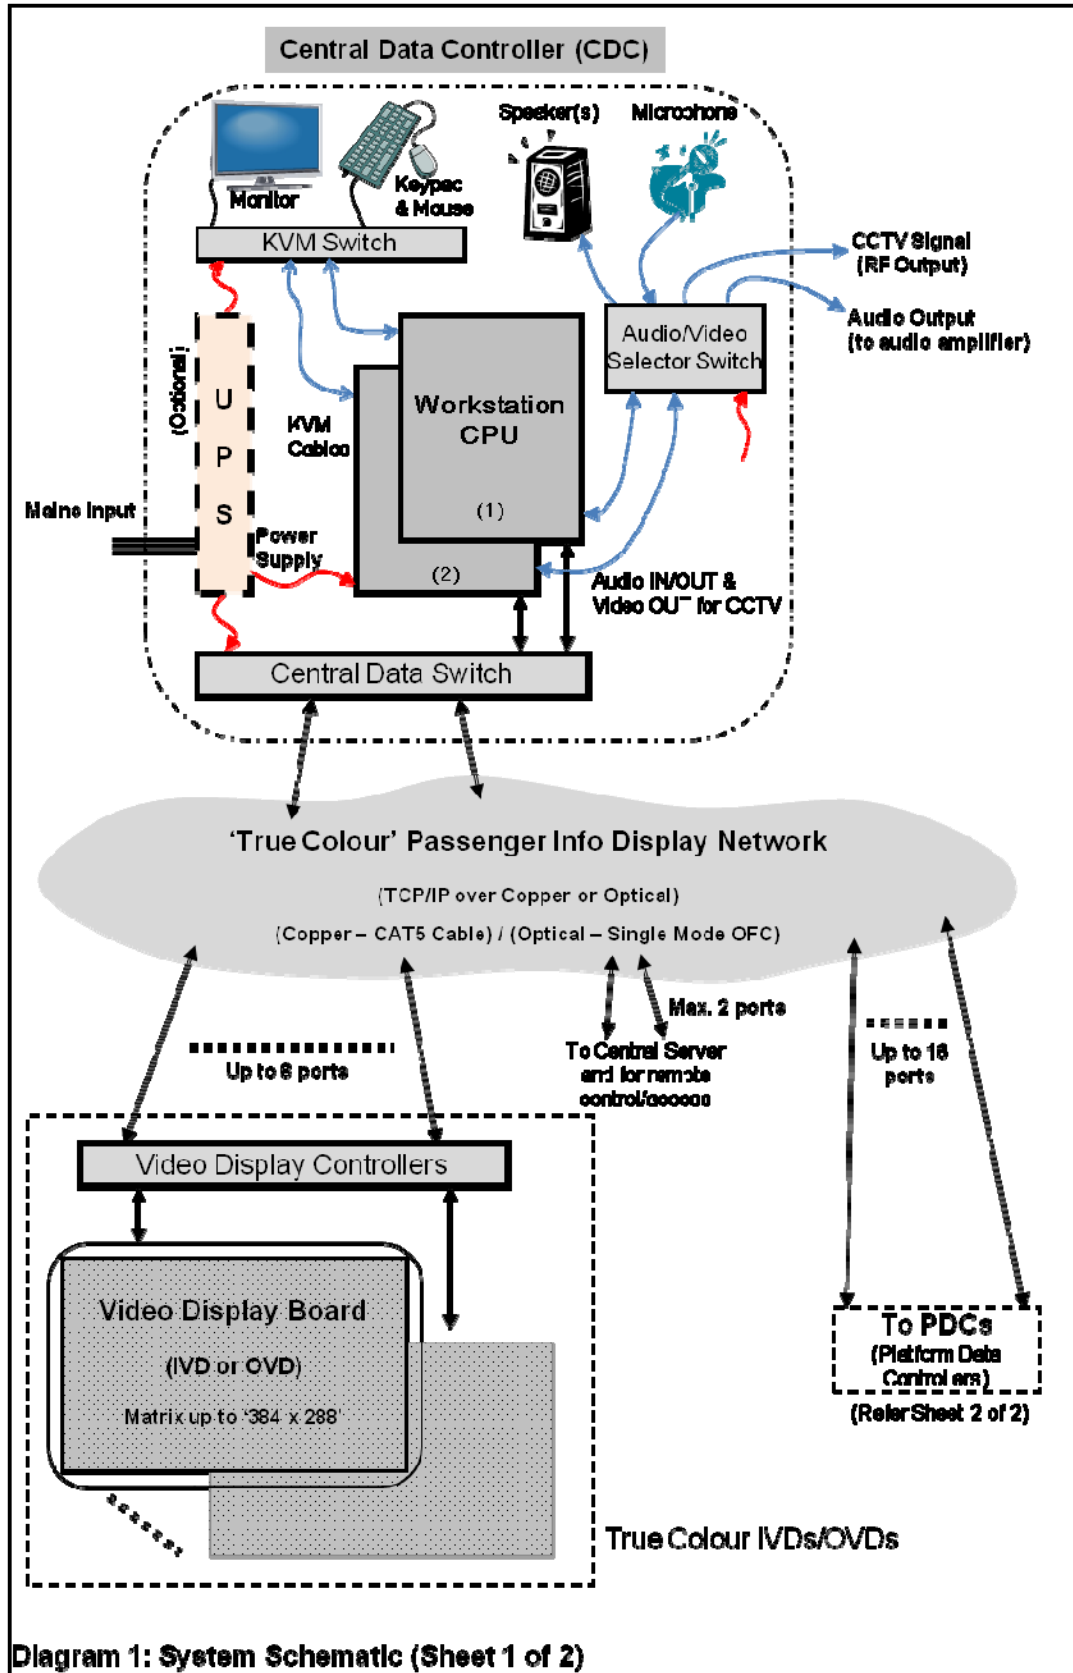 Central Data Controller (CDC)
Speaker(s)
Microphone
Monitor
Keypad
& Mouse
KVM Switch
CCTV Signal
(RF Output)
Audio Output
(to audio amplifier)
Audio/Video
Selector Switch
(Optional)
U
P
S
KVM
Cables
Workstation
CPU
(1)
(2)
Mains Input
Power
Supply
Audio IN/OUT &
Video OUT for CCTV
Central Data Switch
‘True Colour’ Passenger Info Display Network
(TCP/IP over Copper or Optical)
(Copper – CAT5 Cable) / (Optical – Single Mode OFC)
Max. 2 ports
Up to ports
To Central Server
and for remote
control/access
Up to
ports
Video Display Controllers
Video Display Board
(IVD or OVD)
Matrix up to ‘384 x 288’
To PDCs
(Platform Data
Controllers)
(Refer Sheet 2 of 2)
True Colour IVDs/OVDs
Diagram 1: System Schematic (Sheet 1 of 2)